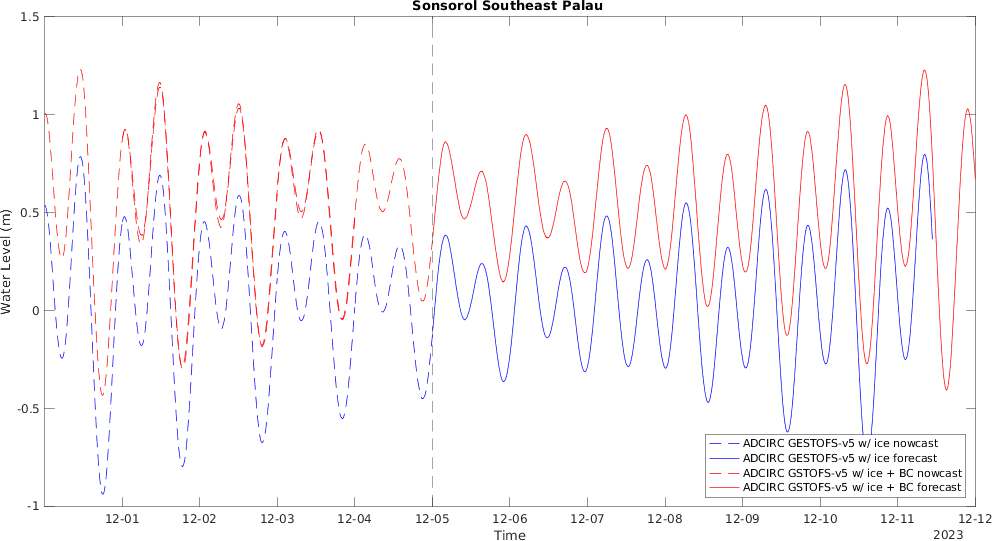 Sonsorol Southeast Palau
1.5
1
0.5
0
-0.5
-1
Water Level (m)
ADCIRC GESTOFS-v5 w/ ice nowcast
ADCIRC GESTOFS-v5 w/ ice forecast
ADCIRC GSTOFS-v5 w/ ice + BC nowcast
ADCIRC GSTOFS-v5 w/ ice + BC forecast
12-01 12-02 12-03 12-04 12-05 12-06 12-07 12-08 12-09 12-10 12-11 12-12
Time
2023